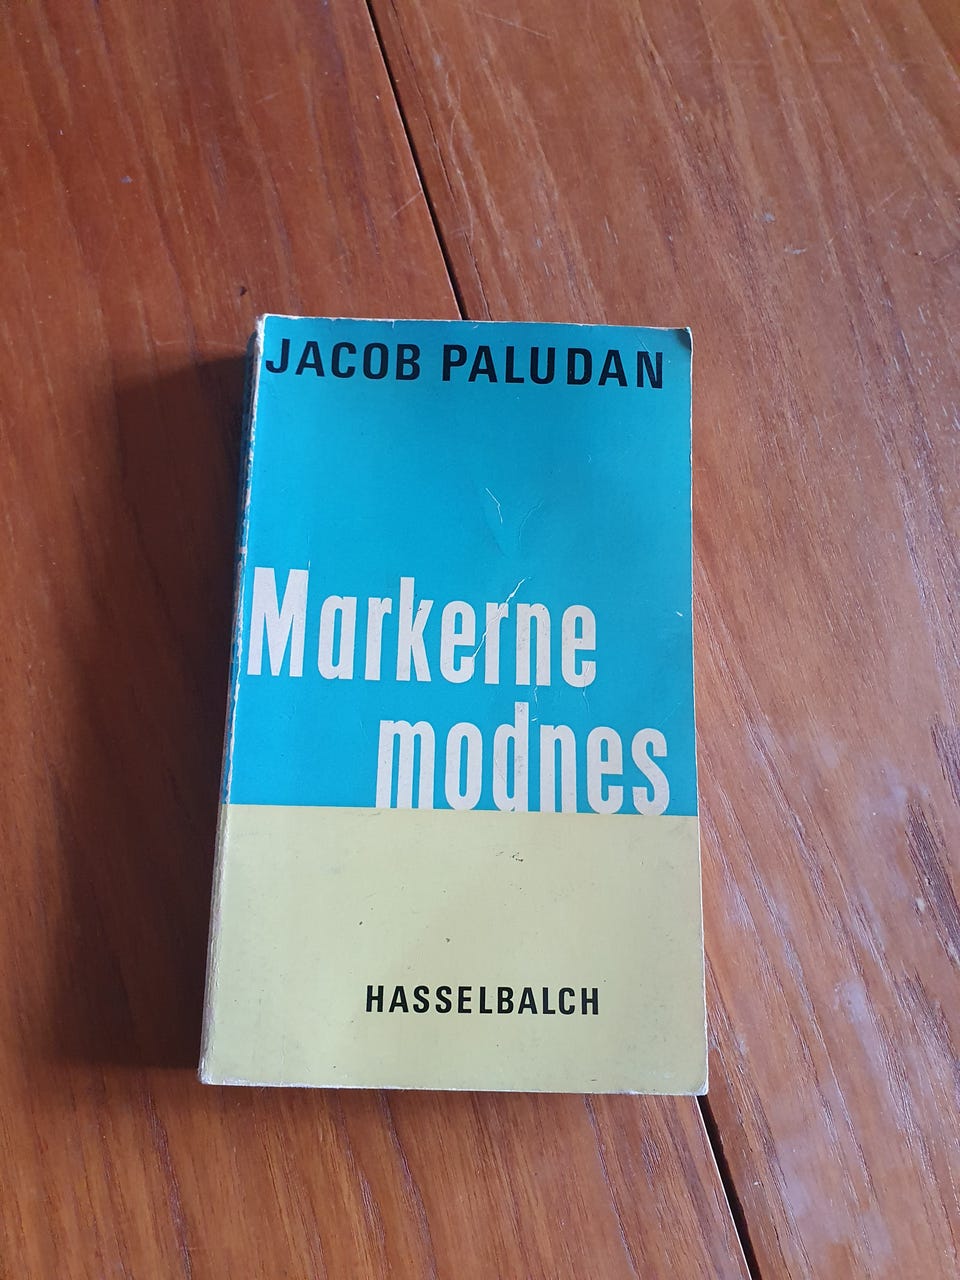 JACOB PALUDAN
Markerne
modnes
HASSELBALCH